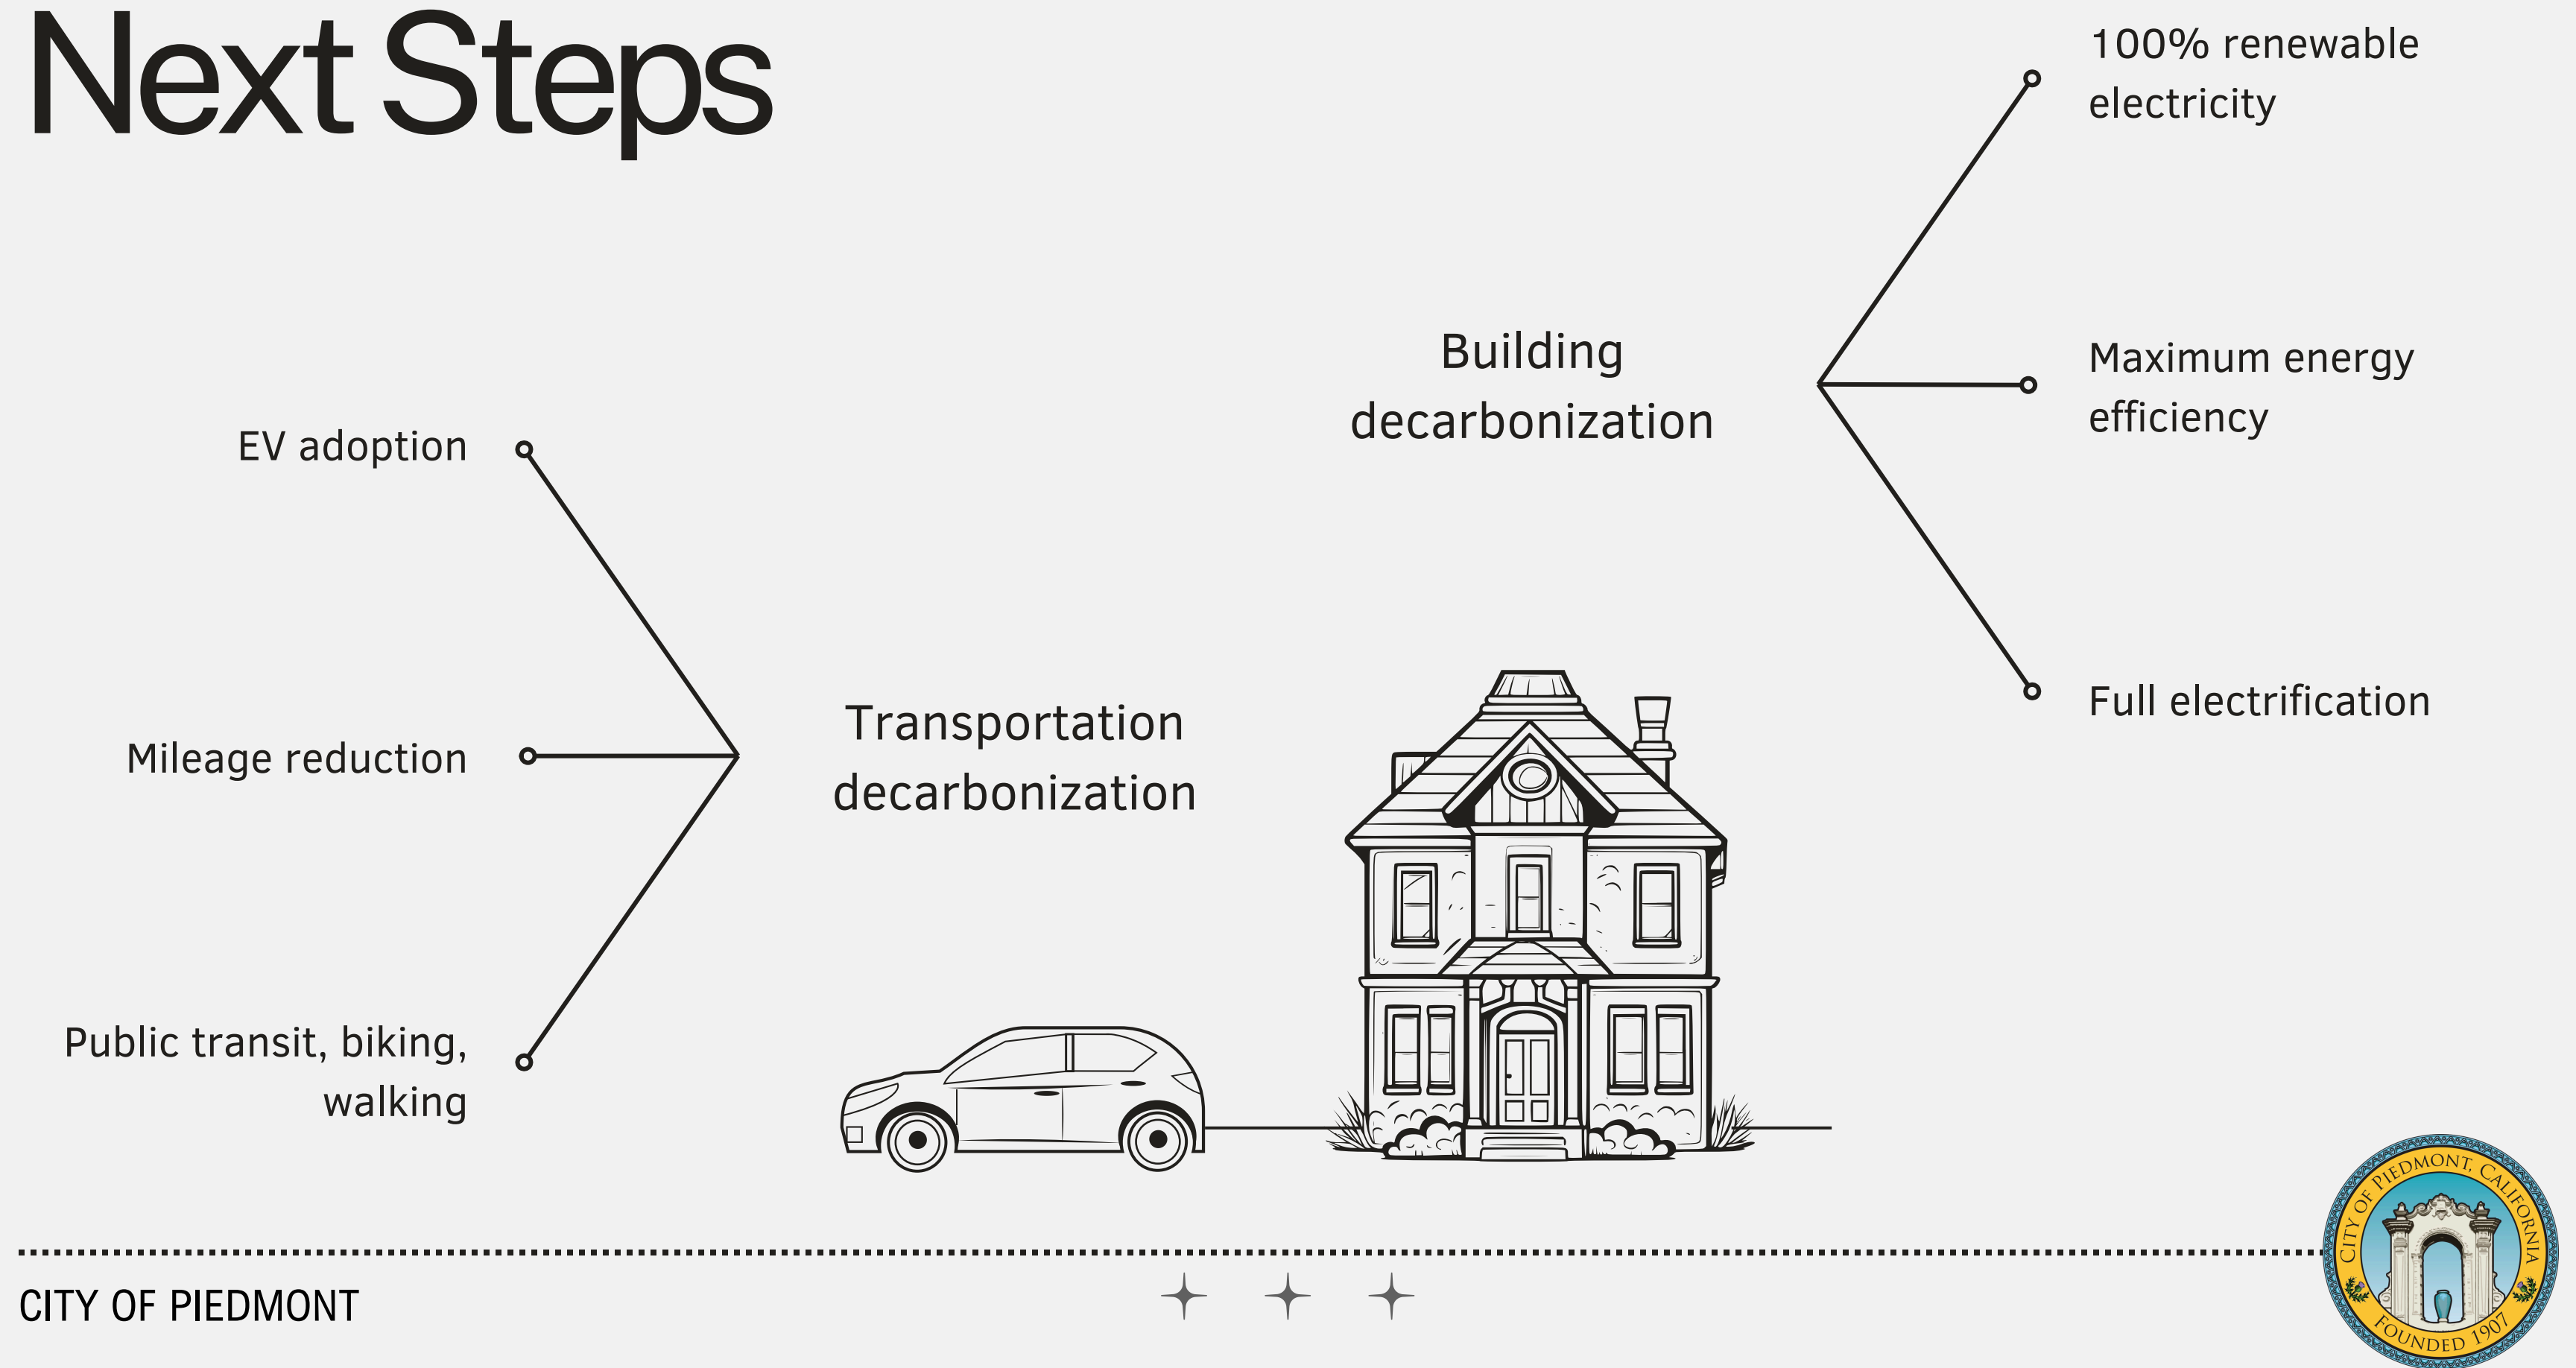 Next Steps
100% renewable
electricity
Building
decarbonization
Maximum energy
efficiency
Full electrification
EV adoption
Mileage reduction
Transportation
decarbonization
Public transit, biking,
walking
CITY OF PIEDMONT
CITY OF PIEDMONT, CALIFORNIA
FOUNDED 1907